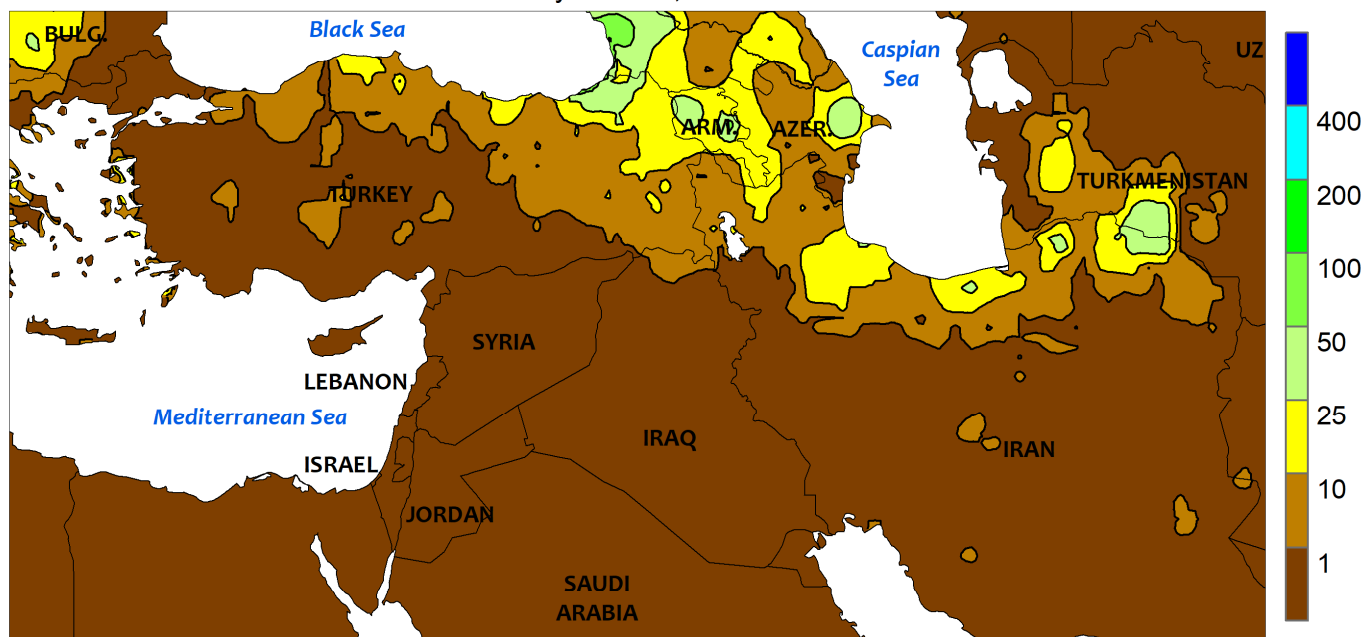 BULG.
Black Sea
Caspian
Sea
UZ
ARM.
AZER.
TURKEY
TURKMENISTAN
SYRIA
LEBANON
Mediterranean Sea
ISRAEL
IRAQ
IRAN
JORDAN
SAUDI
ARABIA
400
200
100
50
25
10
1